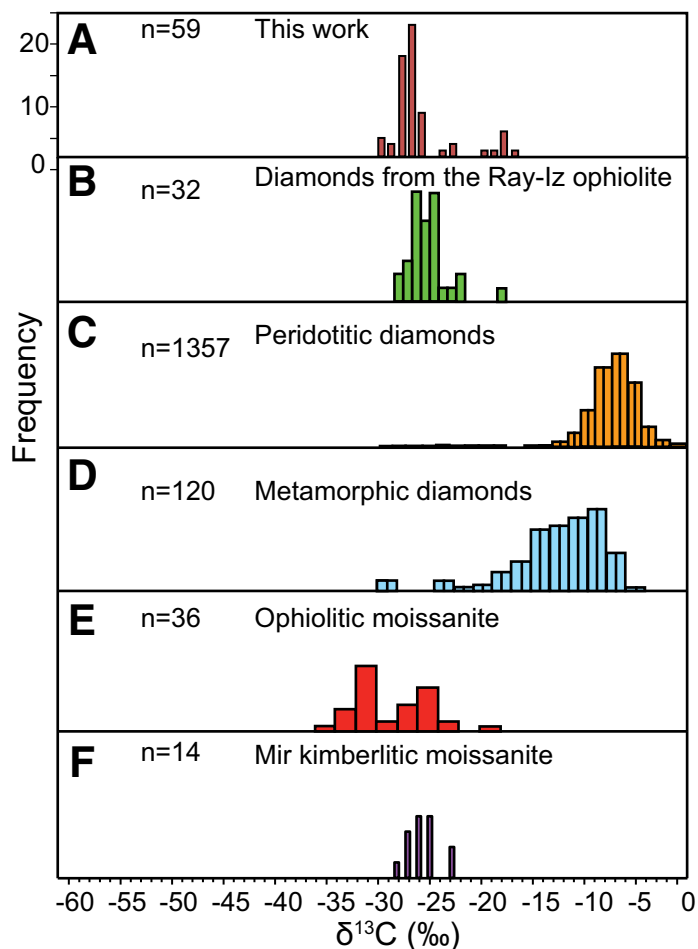 20
10
0
Frequency
A n=59 This work
B n=32 Diamonds from the Ray-Iz ophiolite
C n=1357 Peridotitic diamonds
D n=120 Metamorphic diamonds
E n=36 Ophiolitic moissanite
F n=14 Mir kimberlitic moissanite
-60 -55 -50 -45 -40 -35 -30 -25 -20 -15 -10 -5 0
δ¹³C (‰)